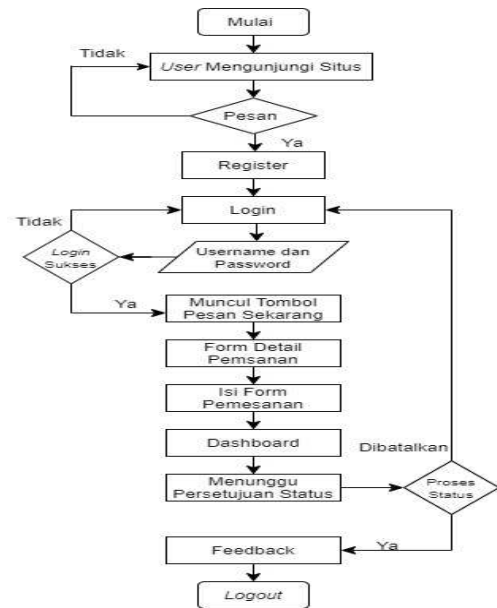 Mulai
Tidak
User Mengunjungi Situs
Pesan
Ya
Register
Login
Tidak
Login
Sukses
Username dan
Password
Ya
Muncul Tombol
Pesan Sekarang
Form Detail
Pemsanan
Isi Form
Pemesanan
Dashboard
Dibatalkan
Menunggu
Persetujuan Status
Proses
Status
Feedback
Ya
Logout